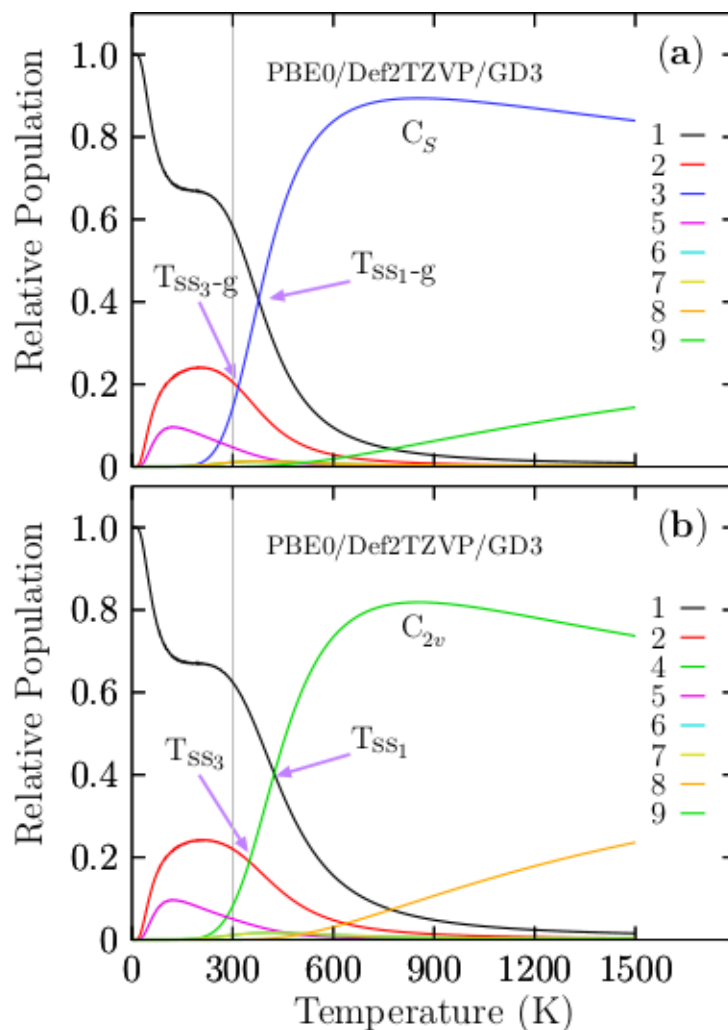 (a)
PBE0/Def2TZVP/GD3
C_S
T_SS3-g
T_SS1-g
Relative Population
1.0
0.8
0.6
0.4
0.2
0
1
2
3
5
6
7
8
9
(b)
PBE0/Def2TZVP/GD3
C_2v
T_SS3
T_SS1
Relative Population
1.0
0.8
0.6
0.4
0.2
0
1
2
4
5
6
7
8
9
0 300 600 900 1200 1500
Temperature (K)